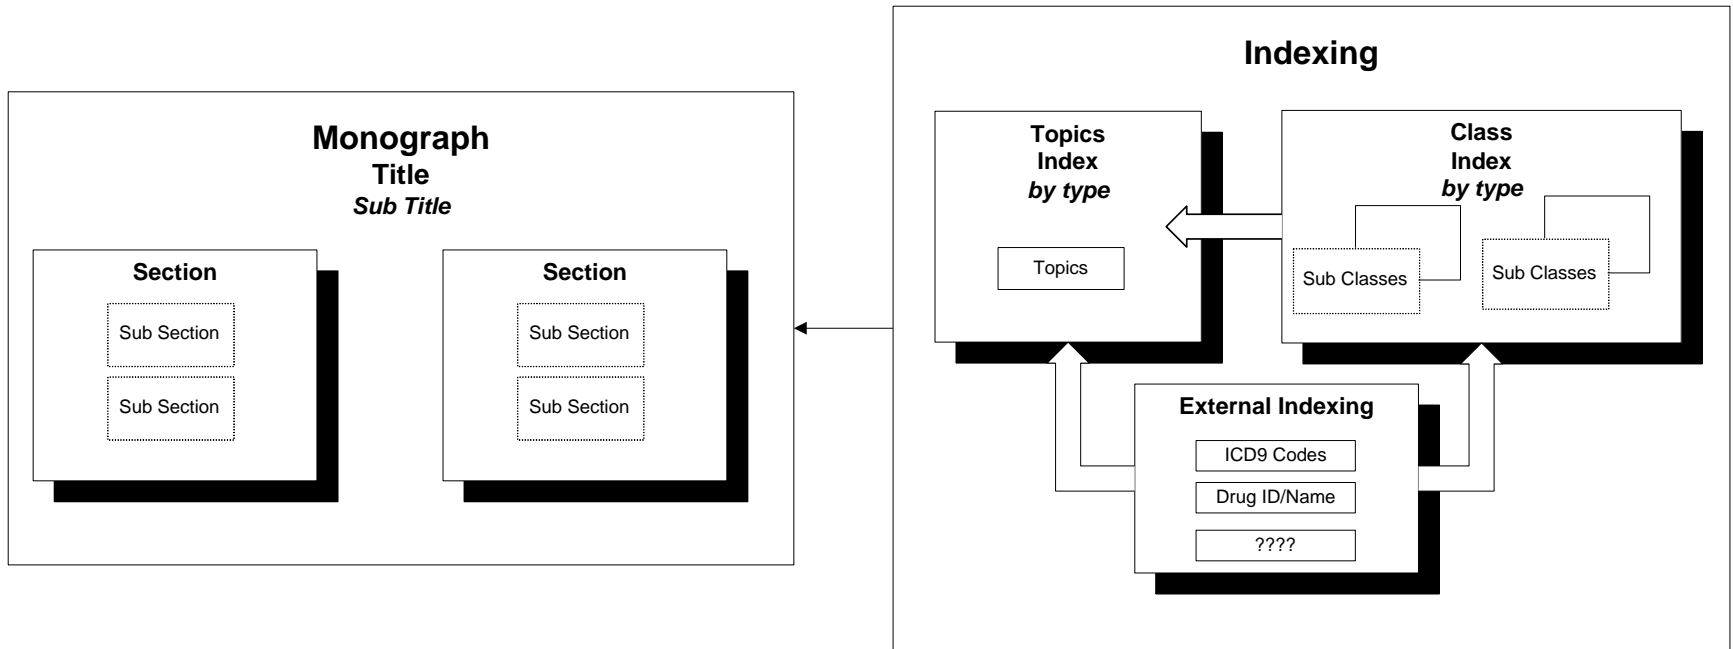 Monograph
Title
Sub Title
Section
Sub Section
Sub Section
Section
Sub Section
Sub Section
Indexing
Topics
Index
by type
Topics
Class
Index
by type
Sub Classes
Sub Classes
External Indexing
ICD9 Codes
Drug ID/Name
????